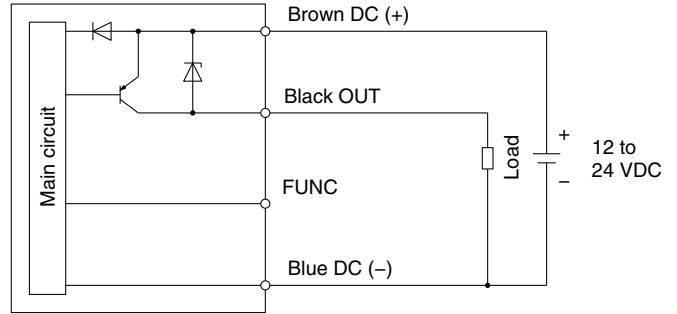 Brown DC (+)
Main circuit
Black OUT
Load
+
12 to
24 VDC
−
FUNC
Blue DC (−)